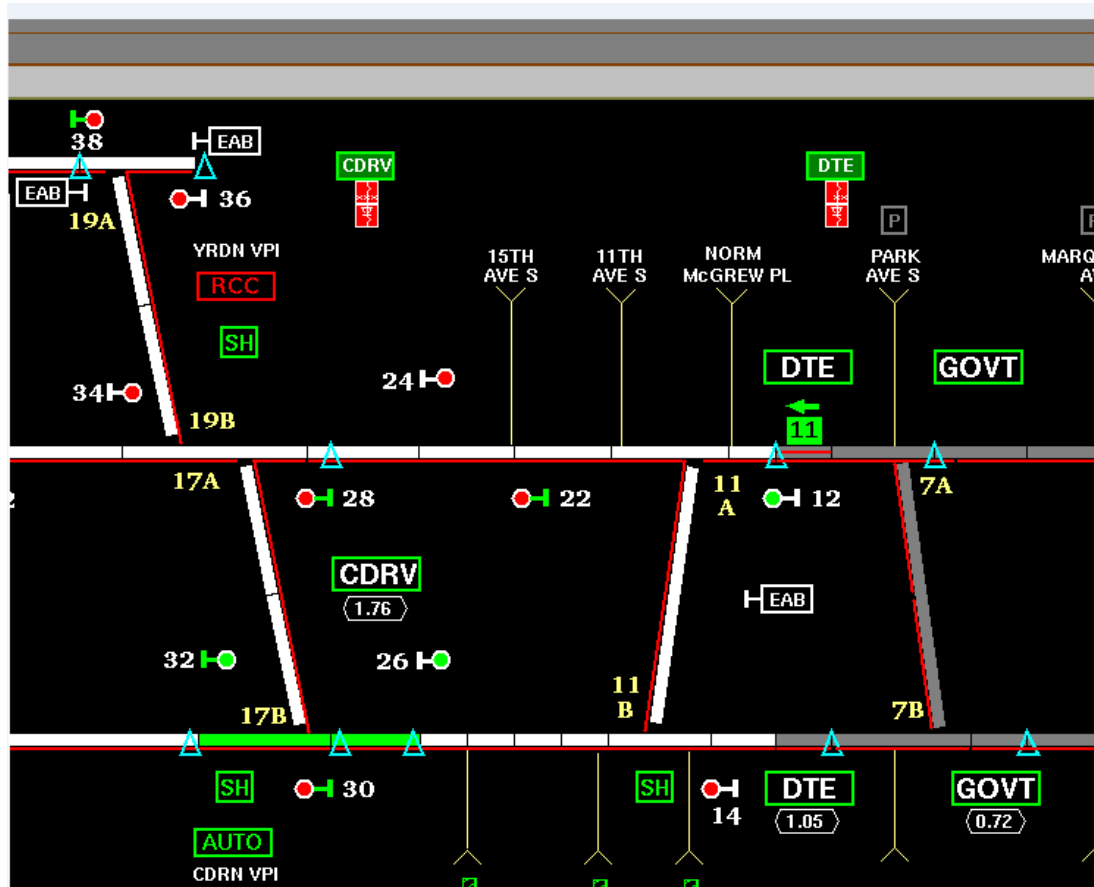 38
EAB
EAB
36
19A
CDRV
DTE
P
YRDN VPI
RCC
SH
15TH
AVE S
11TH
AVE S
NORM
McGREW PL
PARK
AVE S
34
24
19B
DTE
GOVT
11
17A
28
22
11
A
12
7A
CDRV
1.76
EAB
32
26
17B
11
B
7B
SH
30
SH
14
DTE
1.05
GOVT
0.72
AUTO
CDRN VPI